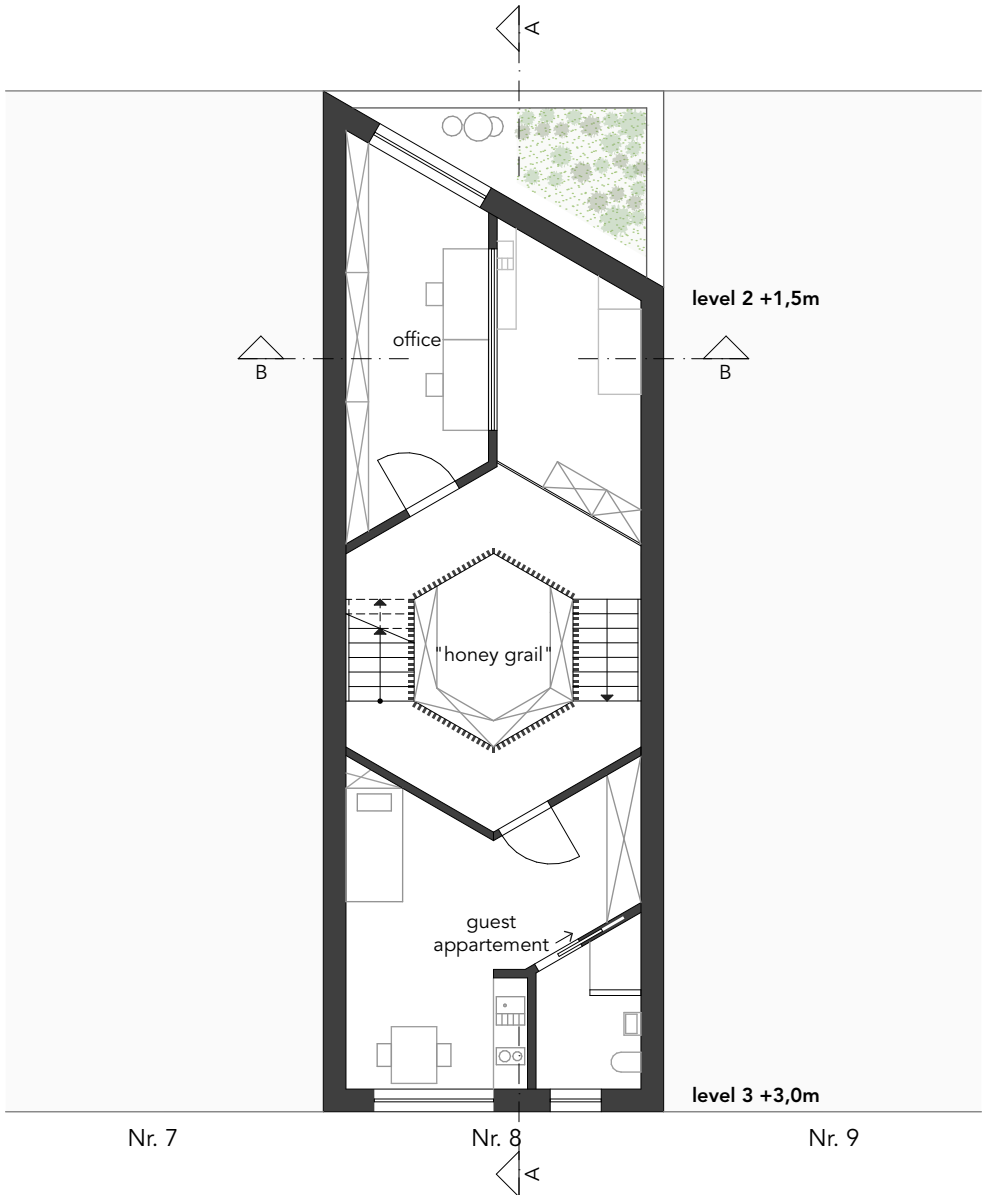 A
level 2 +1,5m
office
B
B
"honey grail"
guest
appartement
level 3 +3,0m
Nr. 7
Nr. 8
Nr. 9
A